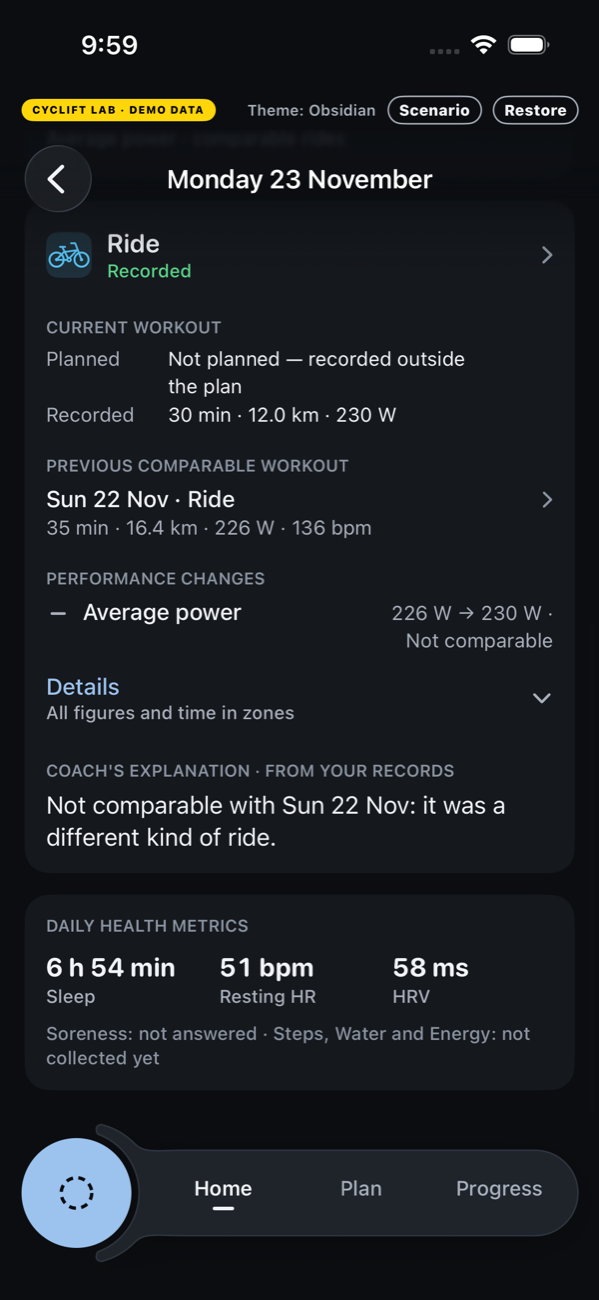 9:59
CYCLIFT LAB · DEMO DATA
Theme: Obsidian
Scenario
Restore
Average power · comparable rides
Monday 23 November
Ride
Recorded
CURRENT WORKOUT
Planned
Not planned — recorded outside
the plan
Recorded
30 min · 12.0 km · 230 W
PREVIOUS COMPARABLE WORKOUT
Sun 22 Nov · Ride
35 min · 16.4 km · 226 W · 136 bpm
PERFORMANCE CHANGES
– Average power
226 W → 230 W ·
Not comparable
Details
All figures and time in zones
COACH'S EXPLANATION · FROM YOUR RECORDS
Not comparable with Sun 22 Nov: it was a
different kind of ride.
DAILY HEALTH METRICS
6 h 54 min
Sleep
51 bpm
Resting HR
58 ms
HRV
Soreness: not answered · Steps, Water and Energy: not
collected yet
Home
Plan
Progress